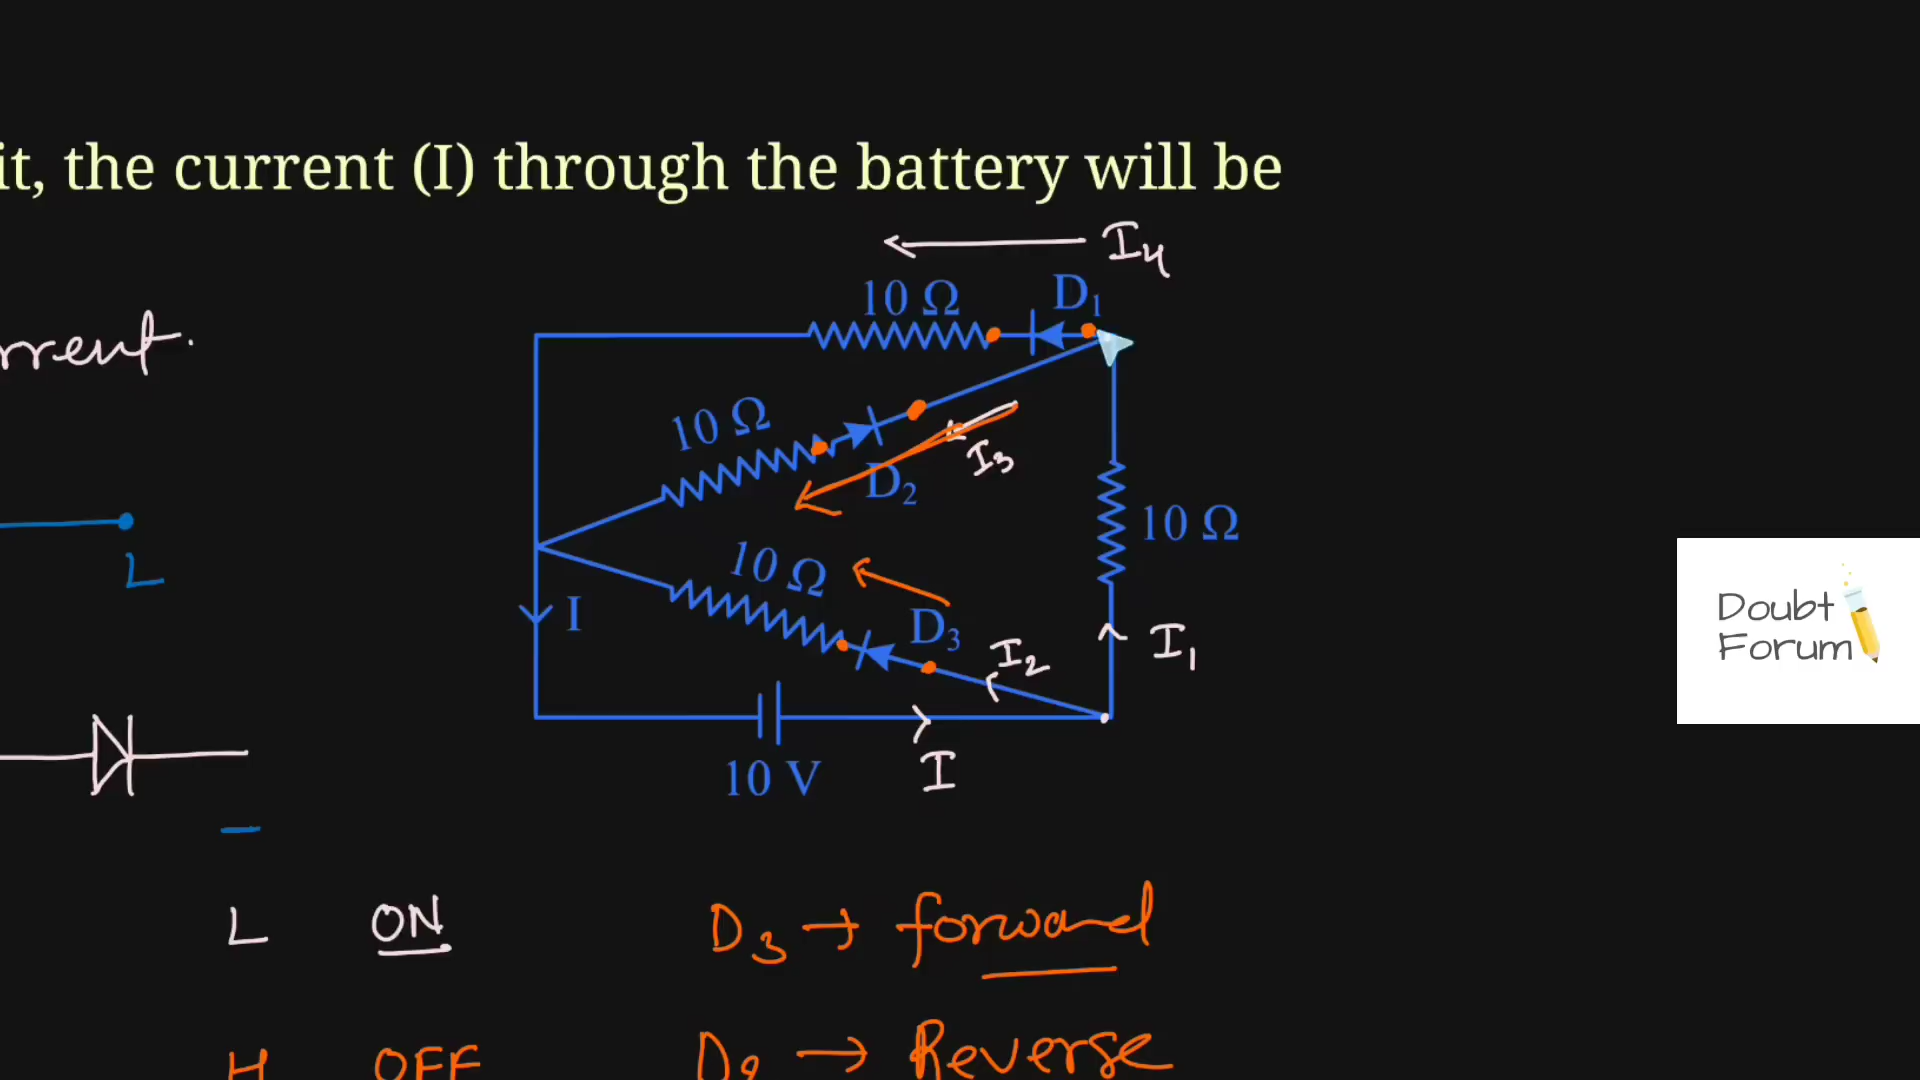 it, the current (I) through the battery will be
I4
10 Ω D1
rrent.
10 Ω
I3
D2
10 Ω
L
10 Ω
I
D3
I2
I1
Doubt
Forum
10 V
I
L ON D3 → forward
H OFF D2 → Reverse